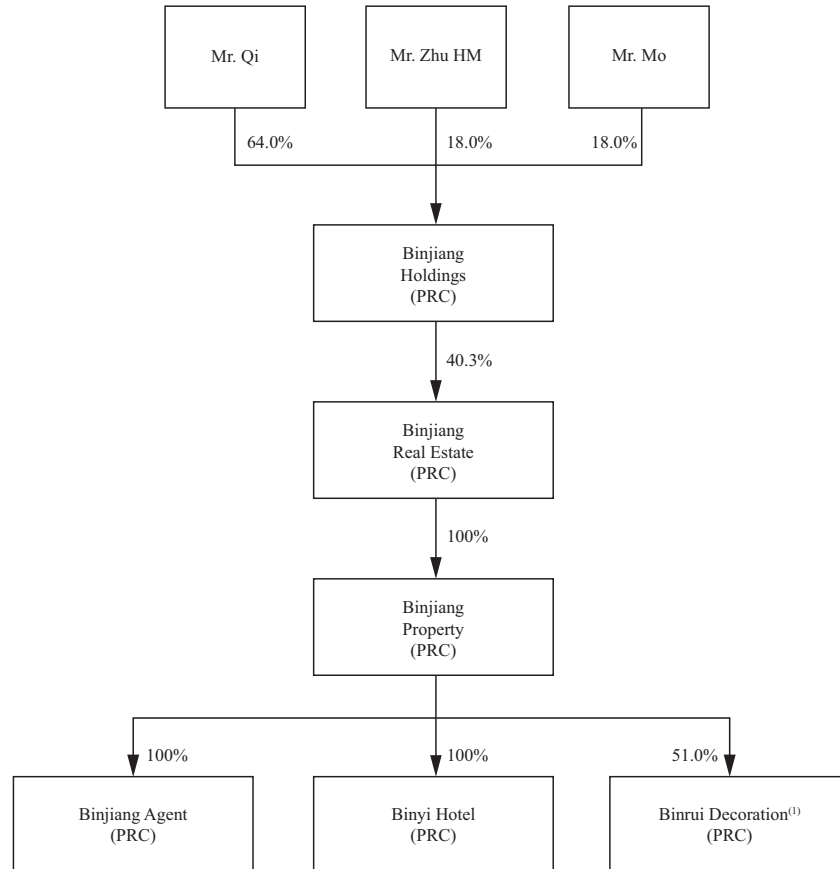 Mr. Qi
Mr. Zhu HM
Mr. Mo
64.0%
18.0%
18.0%
Binjiang
Holdings
(PRC)
40.3%
Binjiang
Real Estate
(PRC)
100%
Binjiang
Property
(PRC)
100%
100%
51.0%
Binjiang Agent
(PRC)
Binyi Hotel
(PRC)
Binrui Decoration(1)
(PRC)